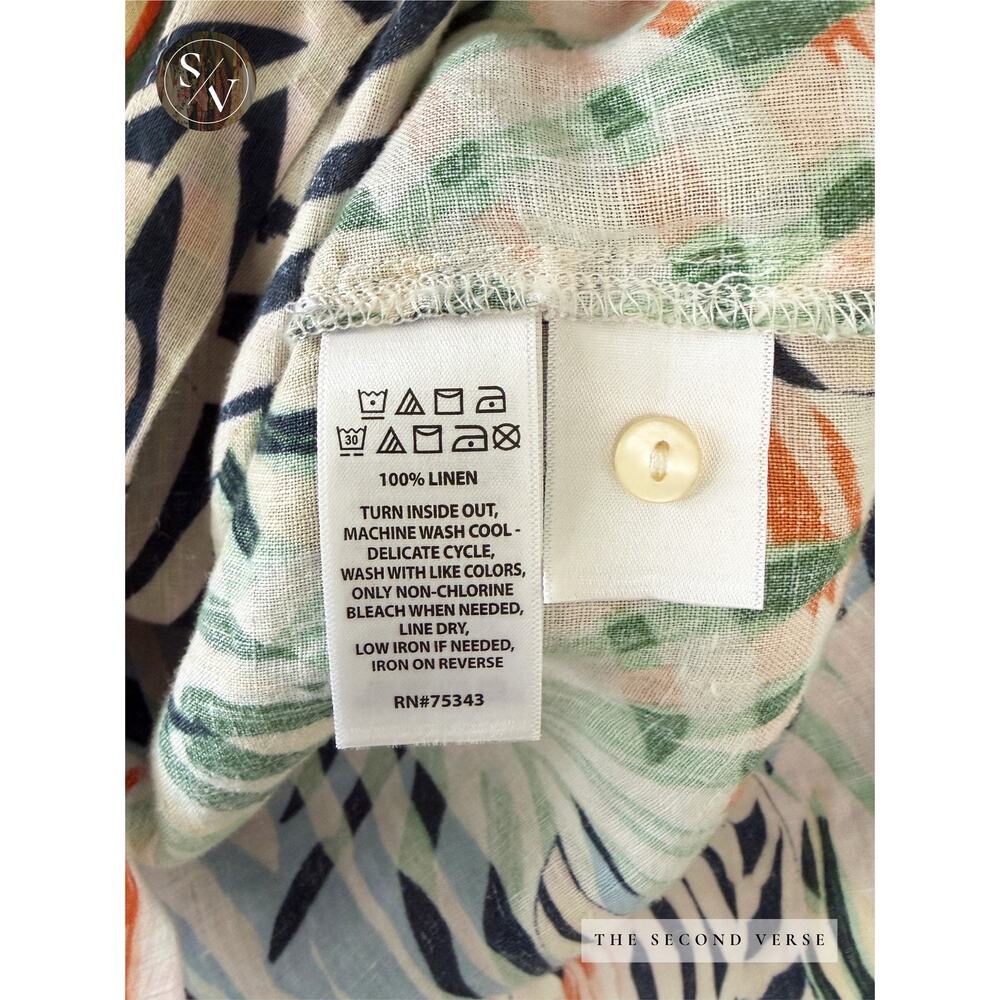 S/V
30
100% LINEN
TURN INSIDE OUT,
MACHINE WASH COOL -
DELICATE CYCLE,
WASH WITH LIKE COLORS,
ONLY NON-CHLORINE
BLEACH WHEN NEEDED,
LINE DRY,
LOW IRON IF NEEDED,
IRON ON REVERSE
RN#75343
THE SECOND VERSE